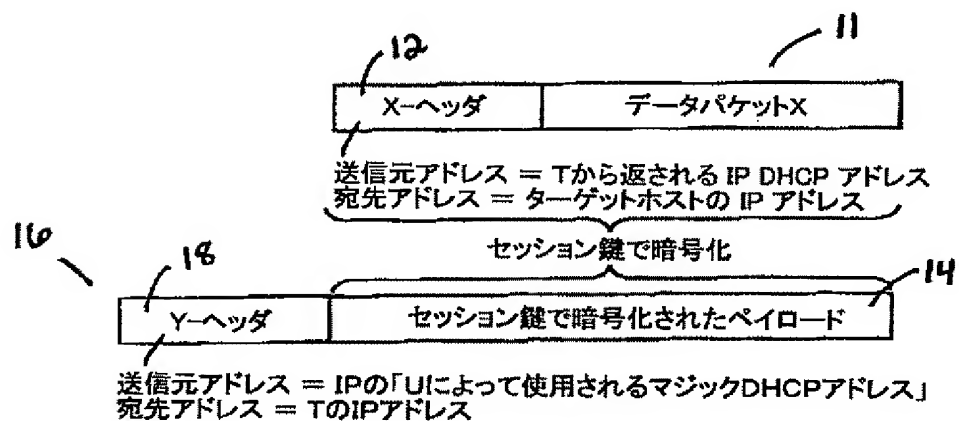 12
11
X-ヘッダ データパケットX
送信元アドレス = Tから返される IP DHCP アドレス
宛先アドレス = ターゲットホストの IP アドレス
セッション鍵で暗号化
16
18
14
Y-ヘッダ セッション鍵で暗号化されたペイロード
送信元アドレス = IPの「Uによって使用されるマジックDHCPアドレス」
宛先アドレス = TのIPアドレス